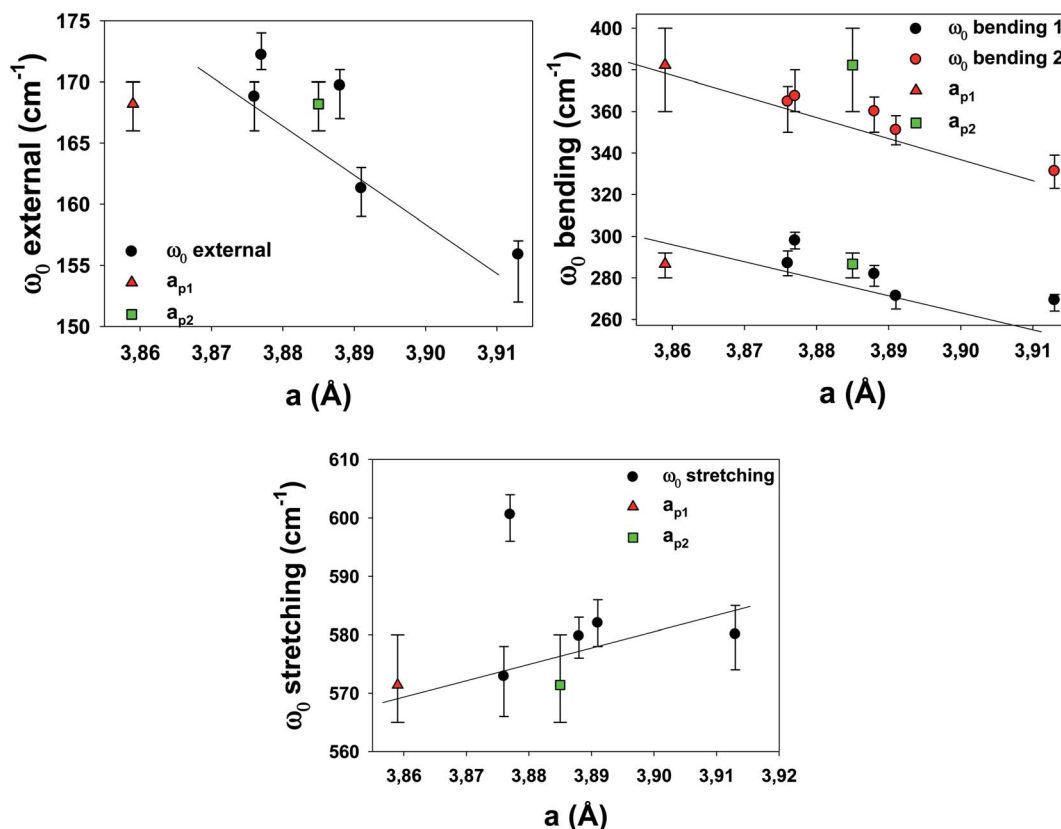 175
170
165
160
155
150
ω₀ external (cm⁻¹)
ω₀ external
aₚ₁
aₚ₂
3,86 3,87 3,88 3,89 3,90 3,91
a (Å)
400
380
360
340
320
300
280
260
ω₀ bending (cm⁻¹)
ω₀ bending 1
ω₀ bending 2
aₚ₁
aₚ₂
3,86 3,87 3,88 3,89 3,90 3,91
a (Å)
610
600
590
580
570
560
ω₀ stretching (cm⁻¹)
ω₀ stretching
aₚ₁
aₚ₂
3,86 3,87 3,88 3,89 3,90 3,91 3,92
a (Å)